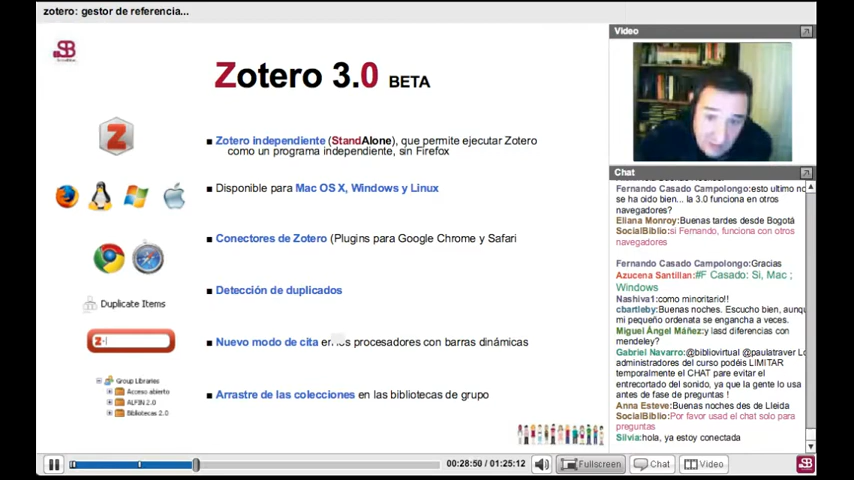 zotero: gestor de referencia...
SB
Zotero 3.0 BETA
Z
■ Zotero independiente (StandAlone), que permite ejecutar Zotero
como un programa independiente, sin Firefox
■ Disponible para Mac OS X, Windows y Linux
■ Conectores de Zotero (Plugins para Google Chrome y Safari
Duplicate Items
■ Detección de duplicados
Z
■ Nuevo modo de cita en los procesadores con barras dinámicas
Group Libraries
Acceso abierto
ALFIN 2.0
Bibliotecas 2.0
■ Arrastre de las colecciones en las bibliotecas de grupo
Video
Chat
Fernando Casado Campolongo:esto ultimo no
se ha oido bien... la 3.0 funciona en otros
navegadores?
Eliana Monroy:Buenas tardes desde Bogotá
SocialBiblio:si Fernando, funciona con otros
navegadores
Fernando Casado Campolongo:Gracias
Azucena Santillan:#F Casado: Si, Mac ;
Windows
Nashiva1:como minoritario!!
cbartleby:Buenas noches. Escucho bien, aunqu
mi pequeño ordenata se engancha a veces.
Miguel Ángel Máñez:y lasd diferencias con
mendeley?
Gabriel Navarro:@bibliovirtual @paulatraver Lo
administradores del curso podéis LIMITAR
temporalmente el CHAT para evitar el
entrecortado del sonido, ya que la gente lo usa
antes de fase de preguntas !
Anna Esteve:Buenas noches des de Lleida
SocialBiblio:Por favor usad el chat solo para
preguntas
Silvia:hola, ya estoy conectada
00:28:50 / 01:25:12
Fullscreen
Chat
Video
SB